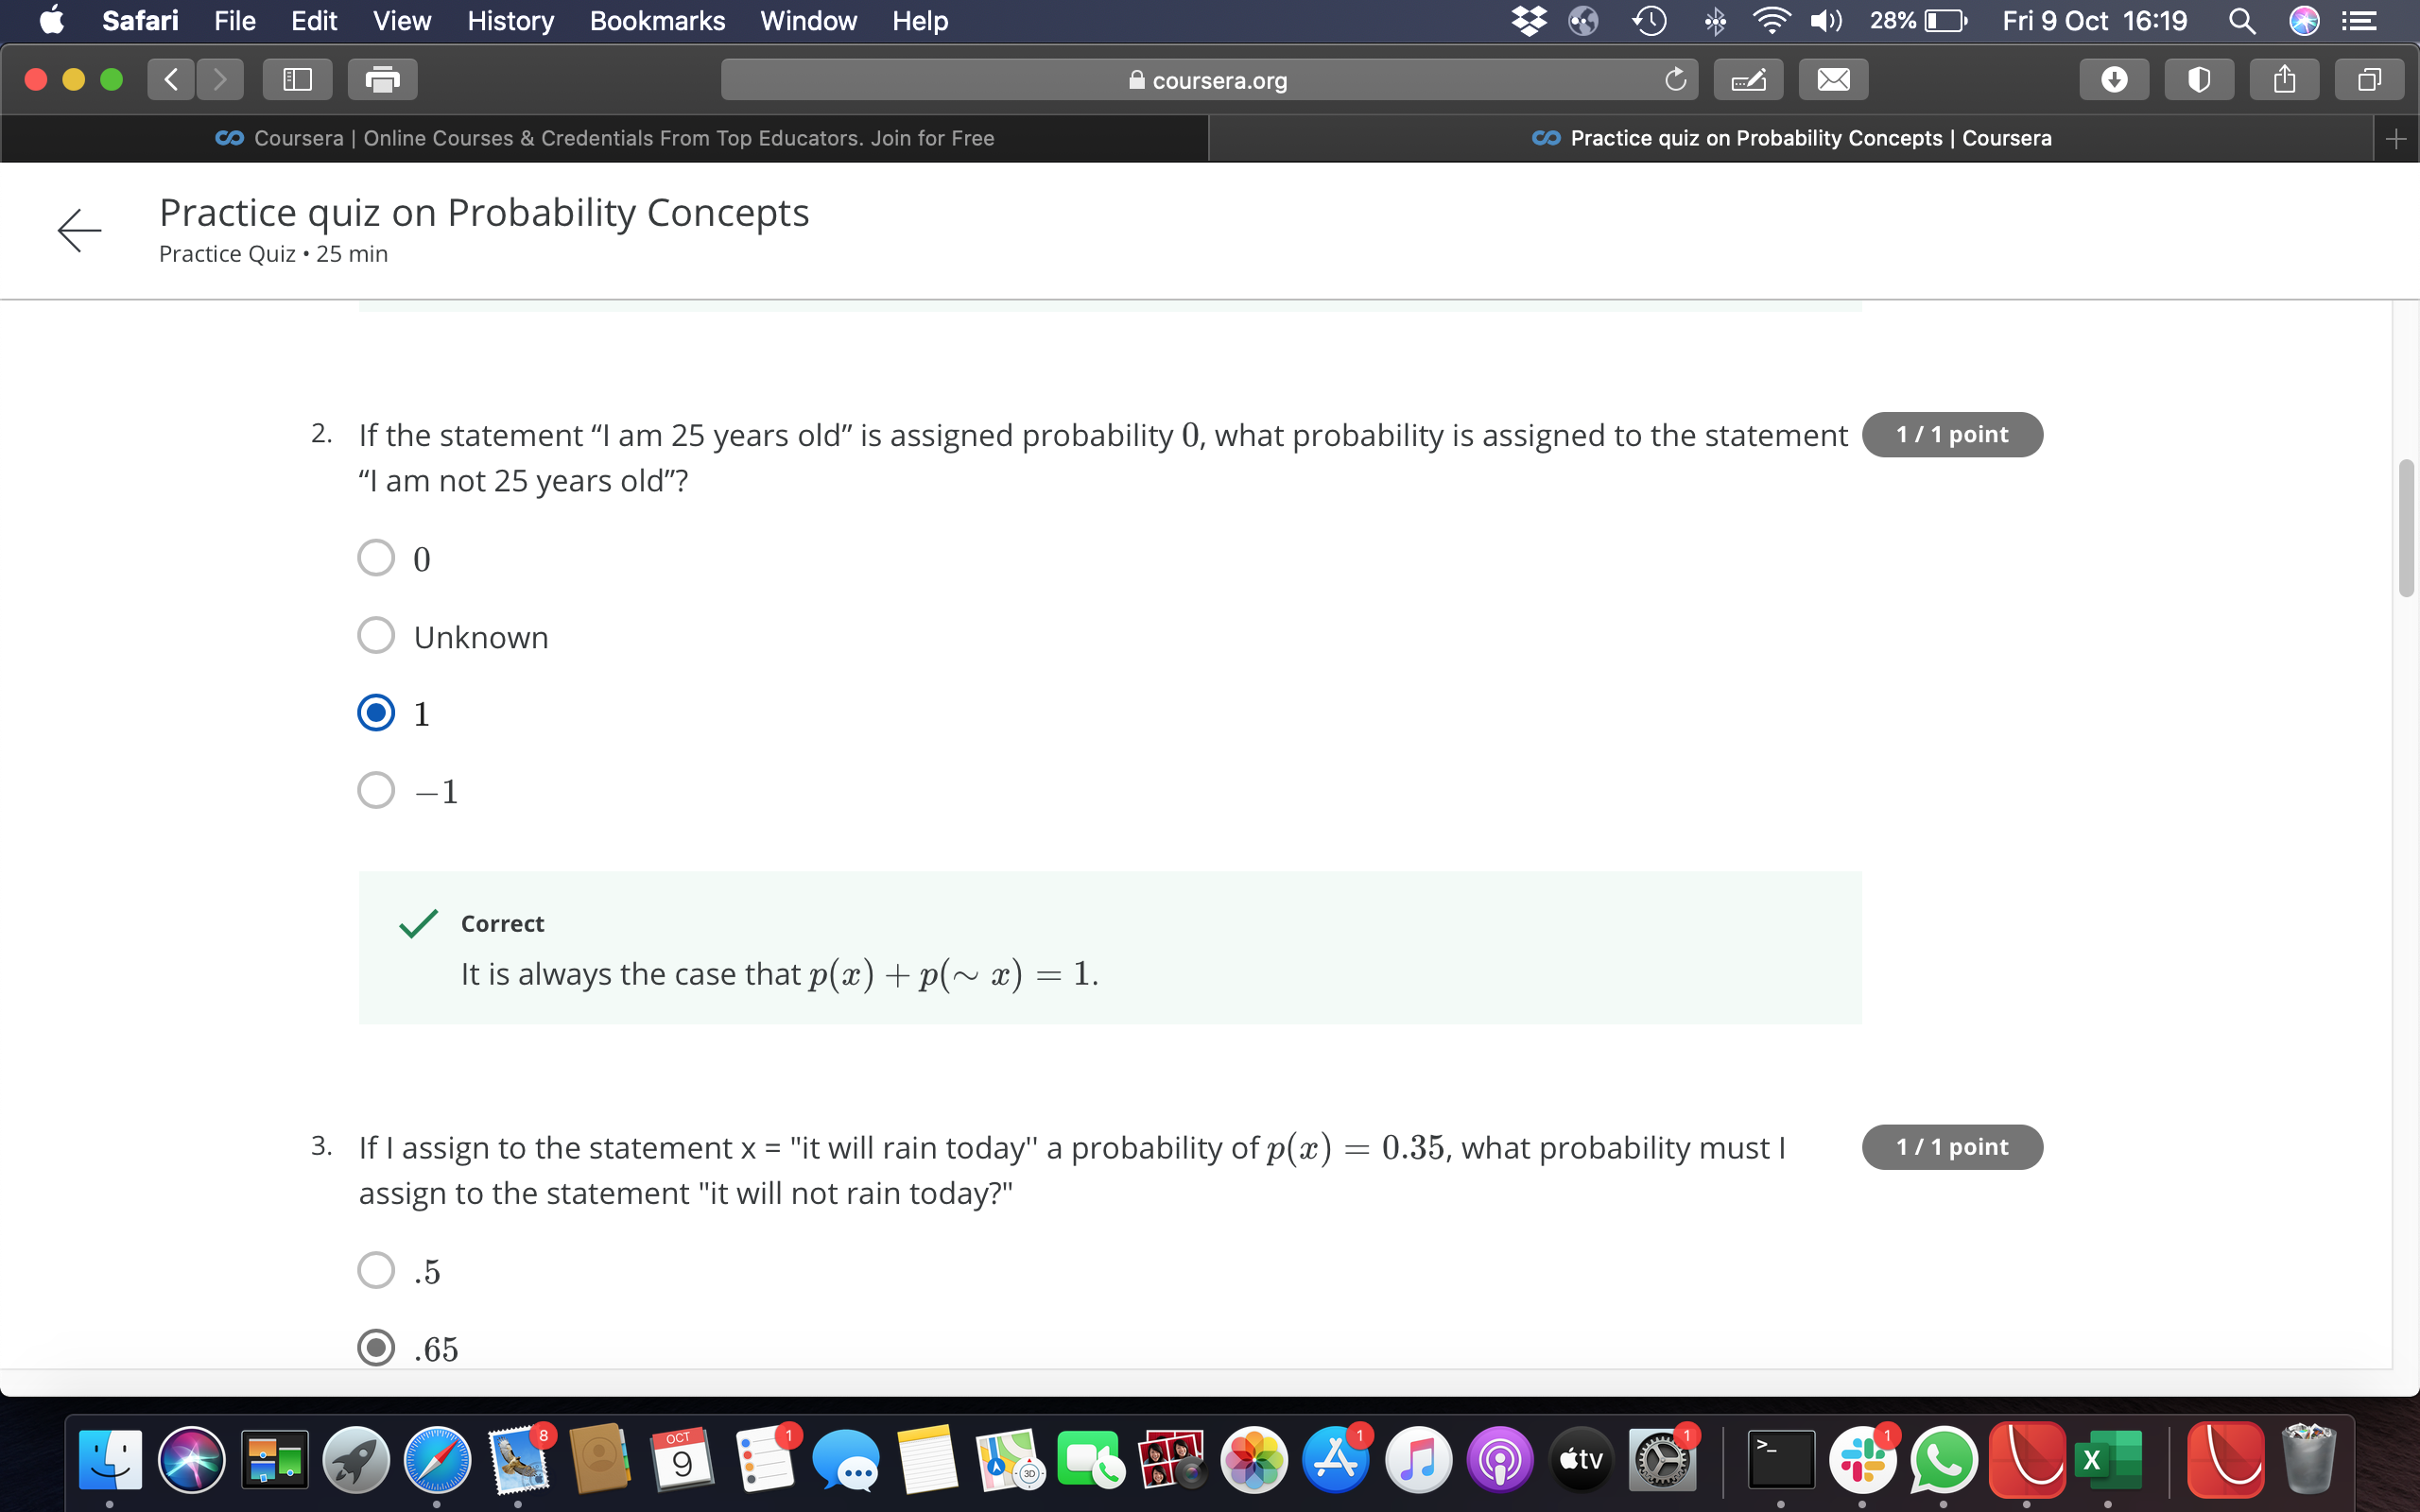 Safari File Edit View History Bookmarks Window Help 28% Fri 9 Oct 16:19
coursera.org
Coursera | Online Courses & Credentials From Top Educators. Join for Free Practice quiz on Probability Concepts | Coursera
Practice quiz on Probability Concepts
Practice Quiz • 25 min
2. If the statement “I am 25 years old” is assigned probability 0, what probability is assigned to the statement 1 / 1 point
“I am not 25 years old”?
0
Unknown
1
−1
Correct
It is always the case that p(x) + p(∼ x) = 1.
3. If I assign to the statement x = "it will rain today'' a probability of p(x) = 0.35, what probability must I 1 / 1 point
assign to the statement "it will not rain today?"
.5
.65
8 OCT 9 1 3D 1 tv 1 >_ 1 X